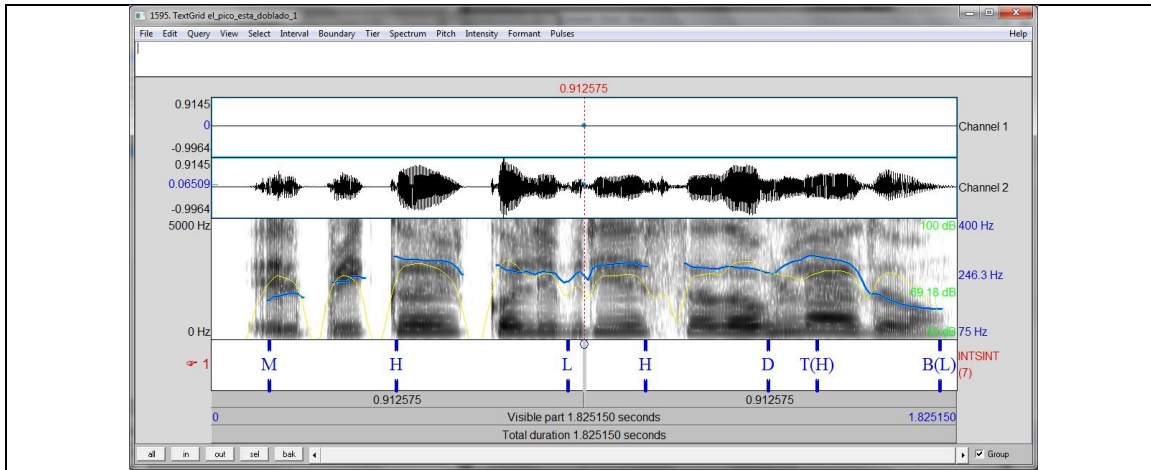 1595. TextGrid el_pico_esta_doblado_1
File Edit Query View Select Interval Boundary Tier Spectrum Pitch Intensity Formant Pulses Help
0.912575
0.9145
0
-0.9964
Channel 1
0.9145
0.06509
-0.9964
Channel 2
5000 Hz
0 Hz
100 dB 400 Hz
246.3 Hz
69.18 dB
75 Hz
1
M H L H D T(H) B(L)
INTSINT
(7)
0.912575 0.912575
0 Visible part 1.825150 seconds 1.825150
Total duration 1.825150 seconds
all in out sel bak Group